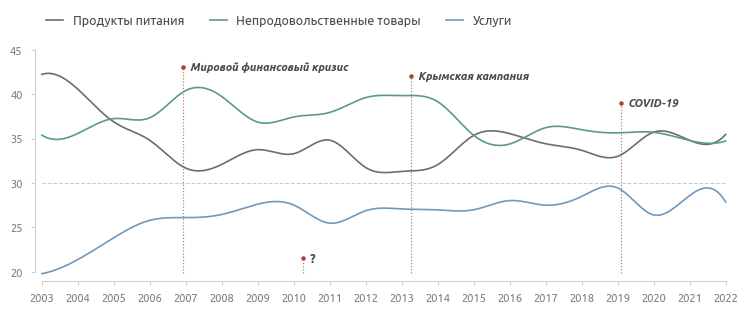 Продукты питания Непродовольственные товары Услуги
45
Мировой финансовый кризис
Крымская кампания
40
COVID-19
35
30
25
?
20
2003 2004 2005 2006 2007 2008 2009 2010 2011 2012 2013 2014 2015 2016 2017 2018 2019 2020 2021 2022